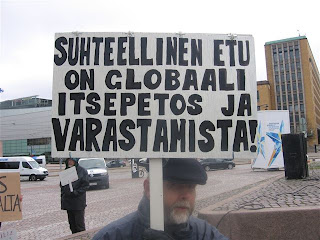 SUHTEELLINEN ETU
ON GLOBAALI
ITSEPETOS JA
VARASTAMISTA!